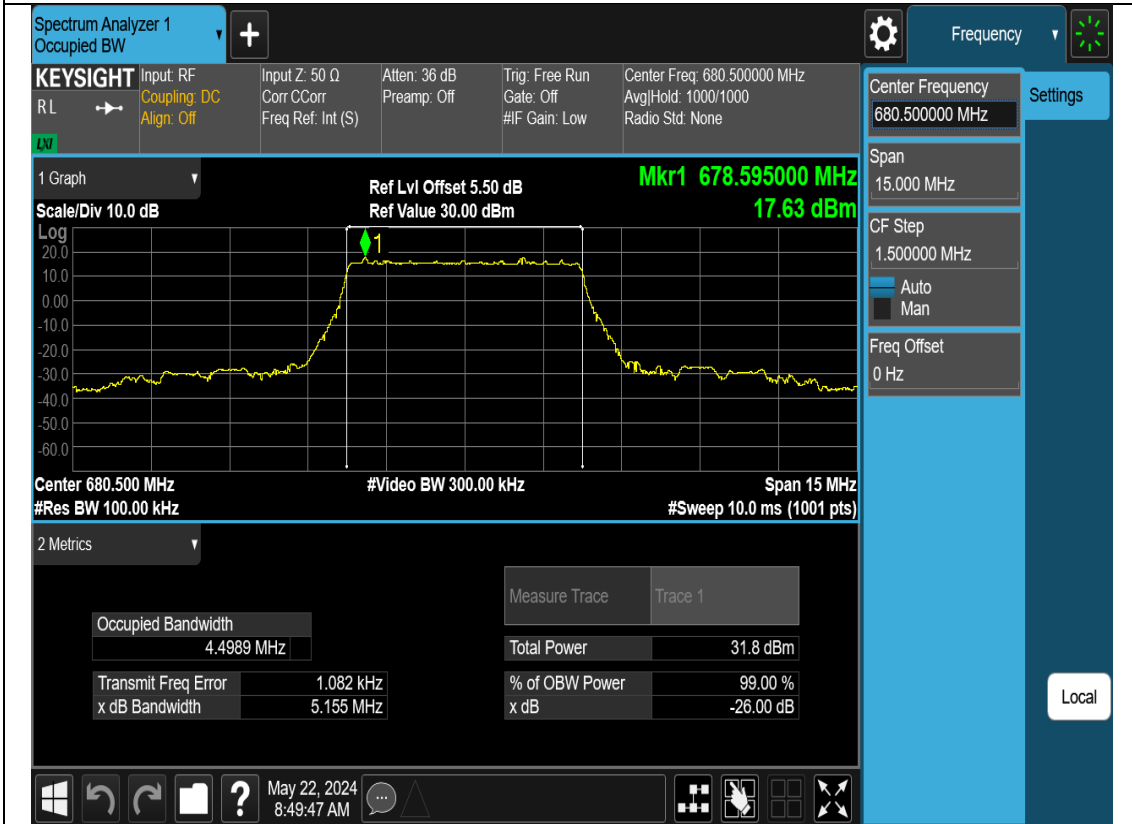 Spectrum Analyzer 1
Occupied BW
Frequency
KEYSIGHT
RL
LXI
Input: RF
Coupling: DC
Align: Off
Input Z: 50 Ω
Corr CCorr
Freq Ref: Int (S)
Atten: 36 dB
Preamp: Off
Trig: Free Run
Gate: Off
#IF Gain: Low
Center Freq: 680.500000 MHz
Avg|Hold: 1000/1000
Radio Std: None
Center Frequency
680.500000 MHz
Settings
Span
15.000 MHz
CF Step
1.500000 MHz
Auto
Man
Freq Offset
0 Hz
Local
1 Graph
Scale/Div 10.0 dB
Ref Lvl Offset 5.50 dB
Ref Value 30.00 dBm
Mkr1 678.595000 MHz
17.63 dBm
Log
20.0
10.0
0.00
-10.0
-20.0
-30.0
-40.0
-50.0
-60.0
1
Center 680.500 MHz
#Video BW 300.00 kHz
Span 15 MHz
#Res BW 100.00 kHz
#Sweep 10.0 ms (1001 pts)
2 Metrics
Measure Trace Trace 1
Occupied Bandwidth
4.4989 MHz
Total Power 31.8 dBm
Transmit Freq Error 1.082 kHz
% of OBW Power 99.00 %
x dB Bandwidth 5.155 MHz
x dB -26.00 dB
?
May 22, 2024
8:49:47 AM